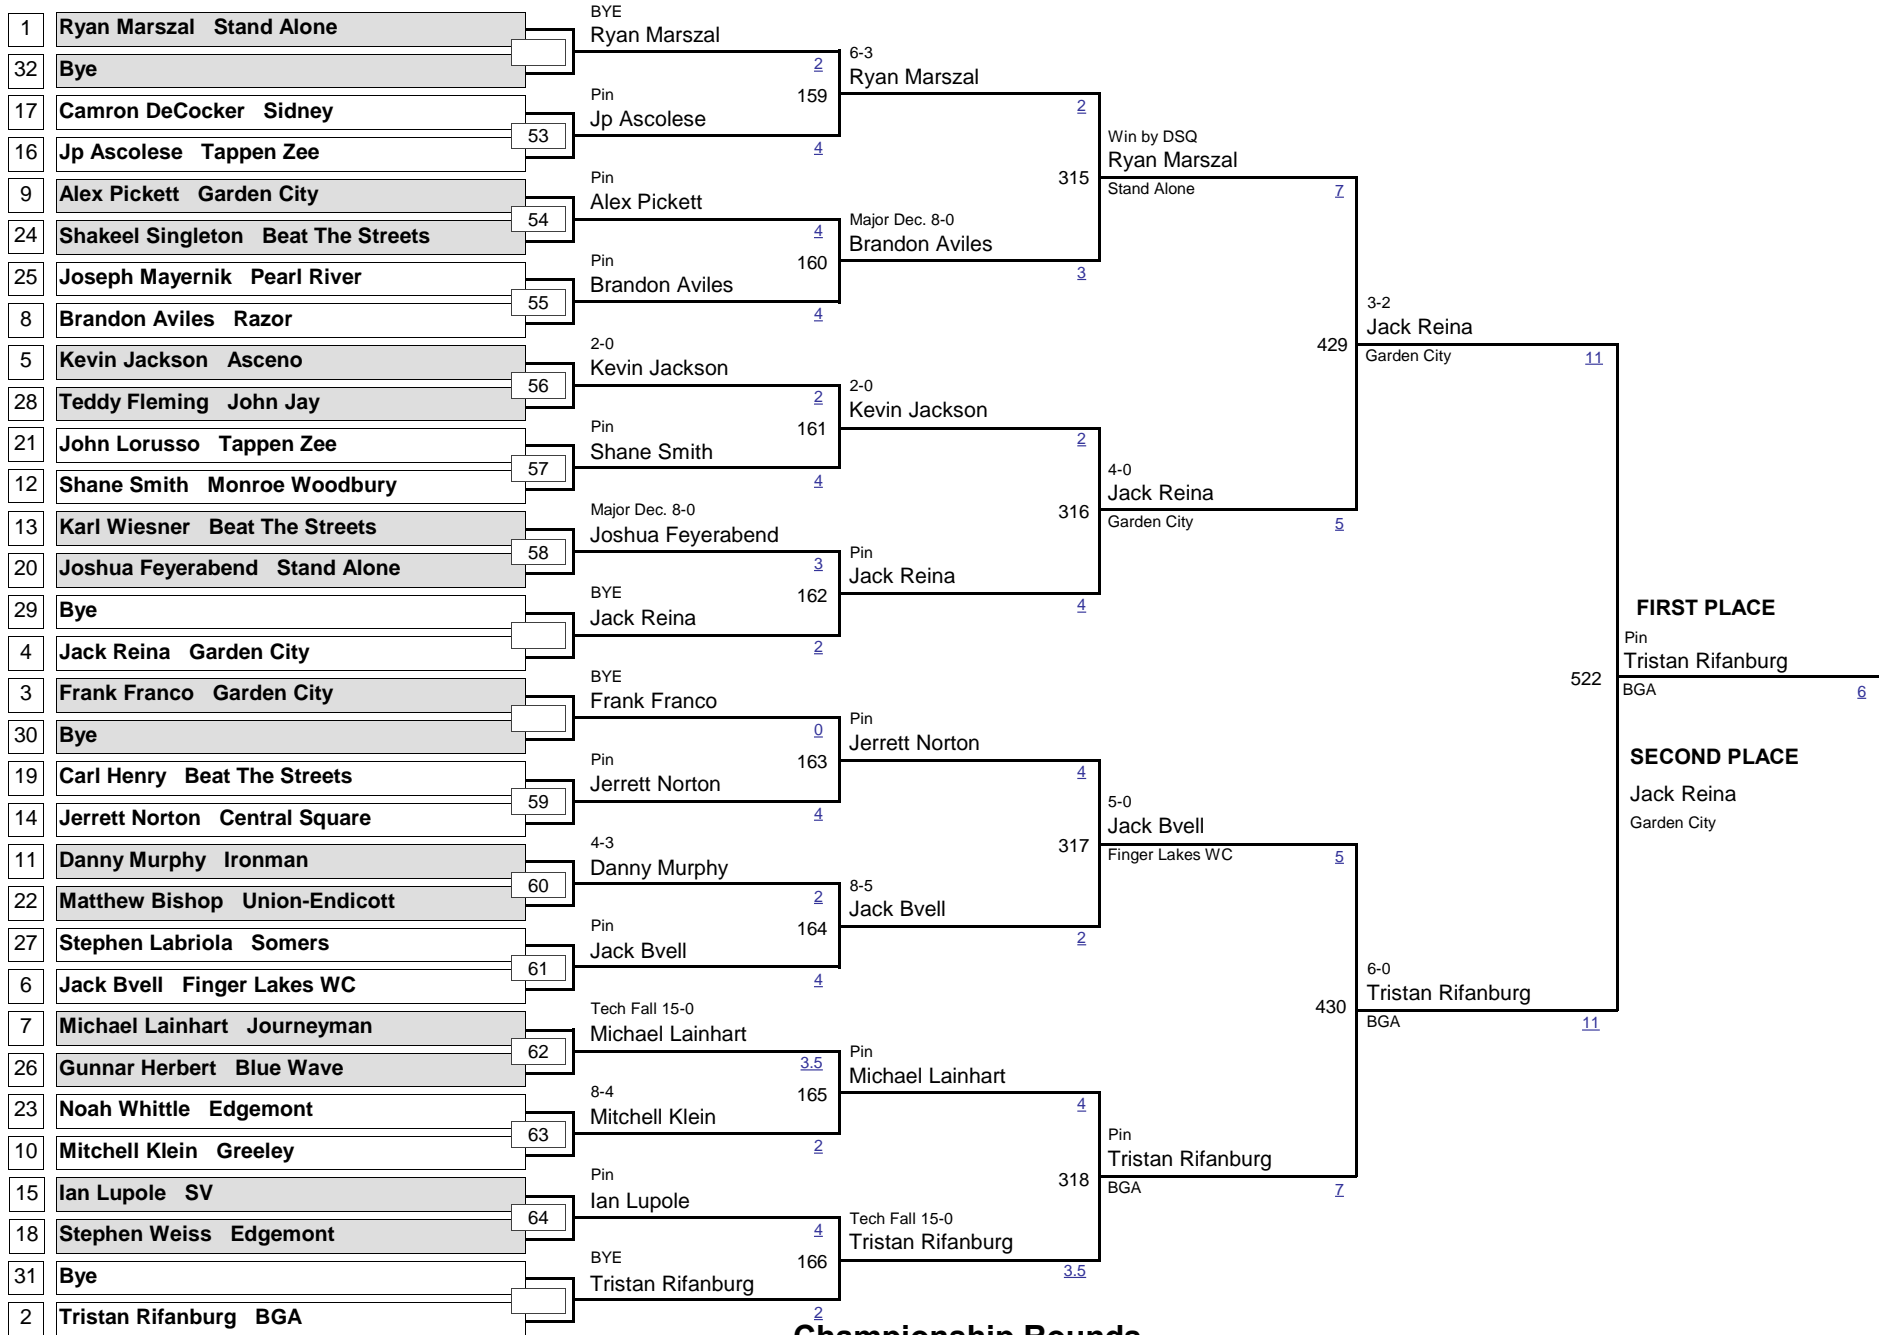 1 Ryan Marszal Stand Alone
32 Bye
17 Camron DeCocker Sidney
16 Jp Ascolese Tappen Zee
53
9 Alex Pickett Garden City
24 Shakeel Singleton Beat The Streets
54
25 Joseph Mayernik Pearl River
8 Brandon Aviles Razor
55
5 Kevin Jackson Asceno
28 Teddy Fleming John Jay
56
21 John Lorusso Tappen Zee
12 Shane Smith Monroe Woodbury
57
13 Karl Wiesner Beat The Streets
20 Joshua Feyerabend Stand Alone
58
29 Bye
4 Jack Reina Garden City
3 Frank Franco Garden City
30 Bye
19 Carl Henry Beat The Streets
14 Jerrett Norton Central Square
59
11 Danny Murphy Ironman
22 Matthew Bishop Union-Endicott
60
27 Stephen Labriola Somers
6 Jack Bvell Finger Lakes WC
61
7 Michael Lainhart Journeyman
26 Gunnar Herbert Blue Wave
62
23 Noah Whittle Edgemont
10 Mitchell Klein Greeley
63
15 Ian Lupole SV
18 Stephen Weiss Edgemont
64
31 Bye
2 Tristan Rifanburg BGA
BYE
Ryan Marszal
2
159
Pin
Jp Ascolese
4
Pin
Alex Pickett
4
160
Pin
Brandon Aviles
4
2-0
Kevin Jackson
2
161
Pin
Shane Smith
4
Major Dec. 8-0
Joshua Feyerabend
3
162
BYE
Jack Reina
2
BYE
Frank Franco
0
163
Pin
Jerrett Norton
4
4-3
Danny Murphy
2
164
Pin
Jack Bvell
4
Tech Fall 15-0
Michael Lainhart
3.5
165
8-4
Mitchell Klein
2
Pin
Ian Lupole
4
166
BYE
Tristan Rifanburg
2
6-3
Ryan Marszal
2
315
Major Dec. 8-0
Brandon Aviles
3
2-0
Kevin Jackson
2
316
Pin
Jack Reina
4
Pin
Jerrett Norton
4
317
8-5
Jack Bvell
2
Pin
Michael Lainhart
4
318
Tech Fall 15-0
Tristan Rifanburg
3.5
Win by DSQ
Ryan Marszal
Stand Alone
7
429
4-0
Jack Reina
Garden City
5
5-0
Jack Bvell
Finger Lakes WC
5
430
Pin
Tristan Rifanburg
BGA
7
3-2
Jack Reina
Garden City
11
522
6-0
Tristan Rifanburg
BGA
11
FIRST PLACE
Pin
Tristan Rifanburg
BGA
6
SECOND PLACE
Jack Reina
Garden City
Championship Rounds